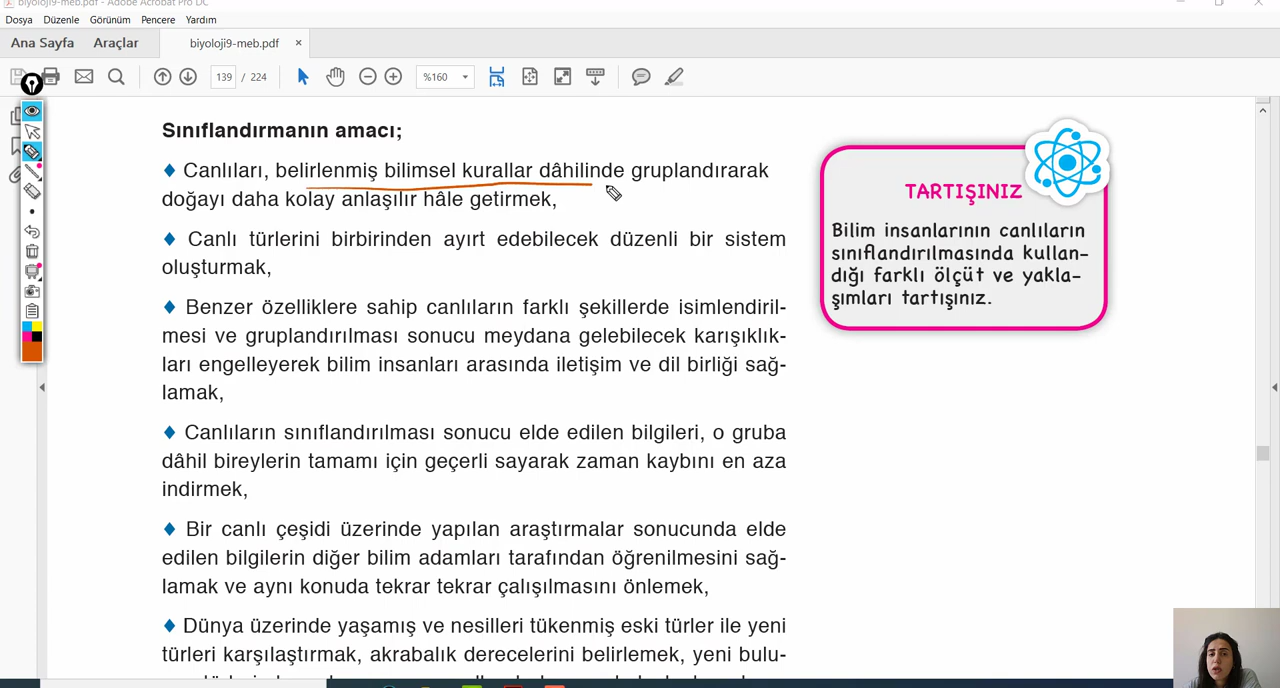 biyoloji9-meb.pdf - Adobe Acrobat Pro DC
Dosya Düzenle Görünüm Pencere Yardım
Ana Sayfa Araçlar biyoloji9-meb.pdf ×
139 / 224 %160
Sınıflandırmanın amacı;
♦ Canlıları, belirlenmiş bilimsel kurallar dâhilinde gruplandırarak
doğayı daha kolay anlaşılır hâle getirmek,
♦ Canlı türlerini birbirinden ayırt edebilecek düzenli bir sistem
oluşturmak,
♦ Benzer özelliklere sahip canlıların farklı şekillerde isimlendiril-
mesi ve gruplandırılması sonucu meydana gelebilecek karışıklık-
ları engelleyerek bilim insanları arasında iletişim ve dil birliği sağ-
lamak,
♦ Canlıların sınıflandırılması sonucu elde edilen bilgileri, o gruba
dâhil bireylerin tamamı için geçerli sayarak zaman kaybını en aza
indirmek,
♦ Bir canlı çeşidi üzerinde yapılan araştırmalar sonucunda elde
edilen bilgilerin diğer bilim adamları tarafından öğrenilmesini sağ-
lamak ve aynı konuda tekrar tekrar çalışılmasını önlemek,
♦ Dünya üzerinde yaşamış ve nesilleri tükenmiş eski türler ile yeni
türleri karşılaştırmak, akrabalık derecelerini belirlemek, yeni bulu-
TARTIŞINIZ
Bilim insanlarının canlıların
sınıflandırılmasında kullan-
dığı farklı ölçüt ve yakla-
şımları tartışınız.